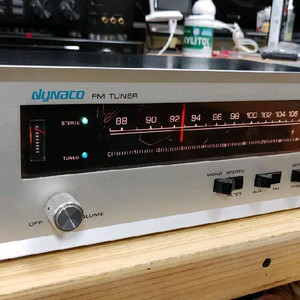 XYLITOL
dynaco FM TUNER
STEREO
88 90 92 94 96 98 100 102 104 106
TUNED
MONO STEREO
OFF
VOLUME